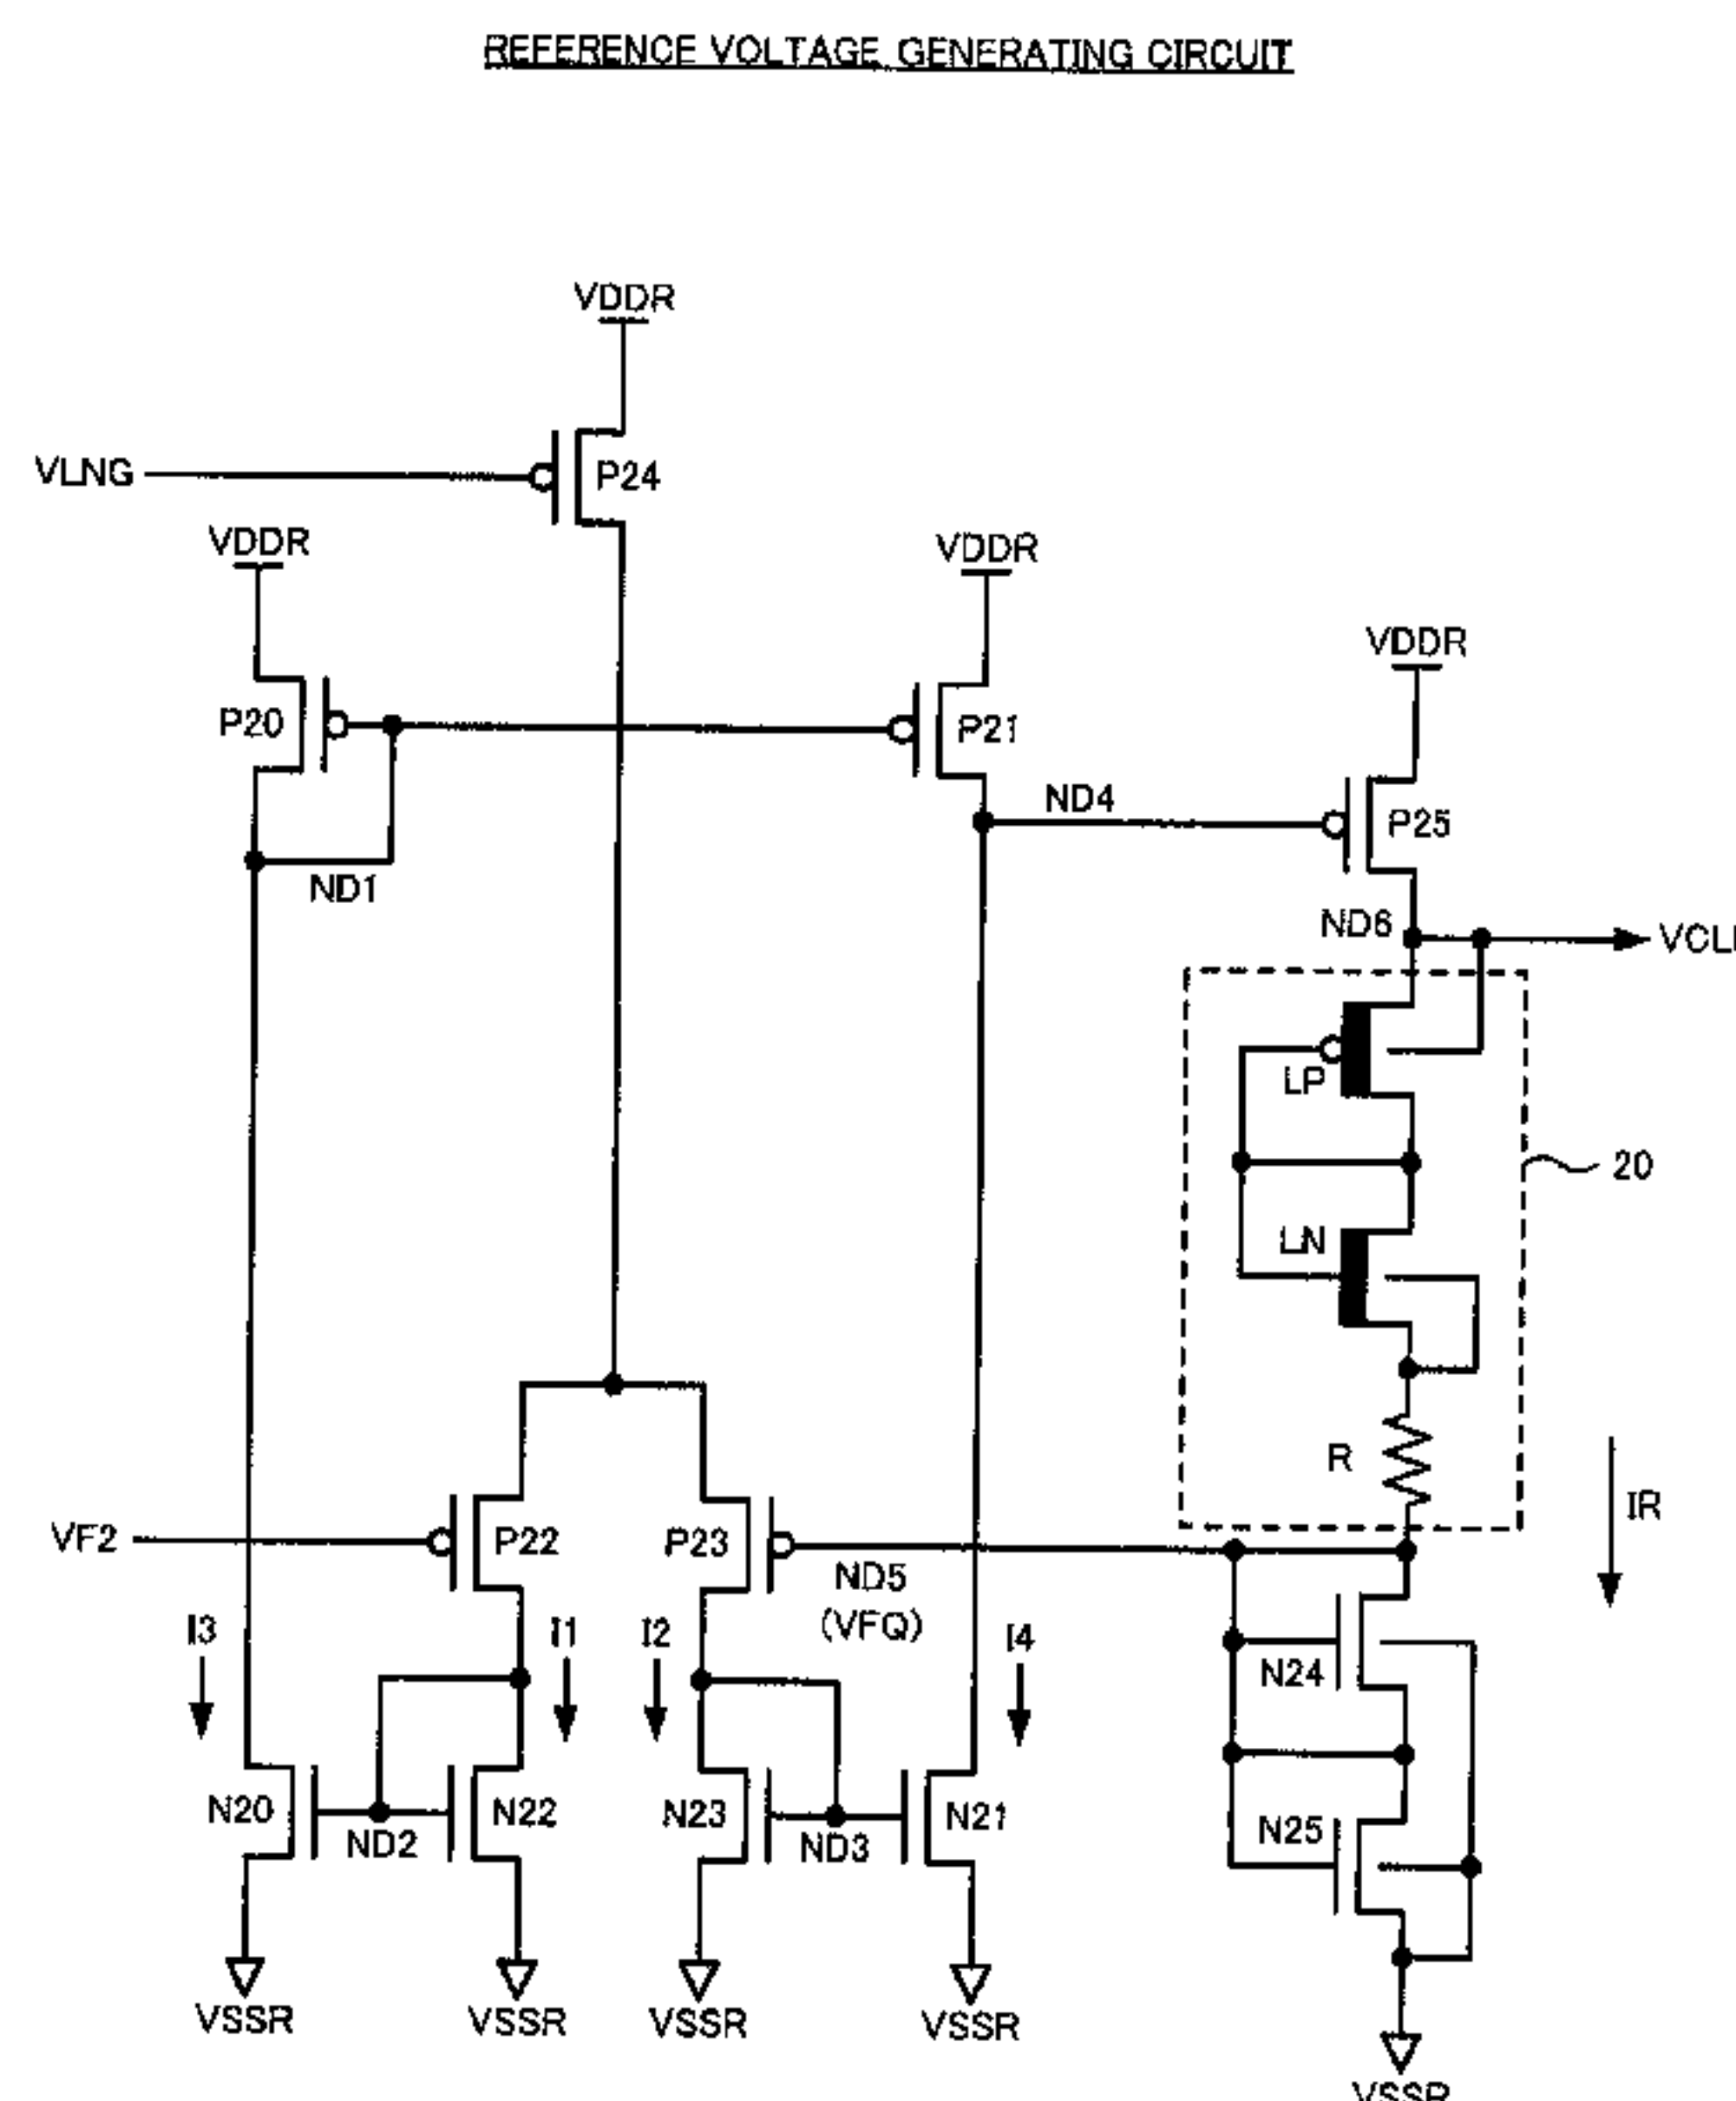 REFERENCE VOLTAGE GENERATING CIRCUIT
VDDR
VLNG
P24
VDDR
VDDR
VDDR
P20
P21
ND4
P25
ND1
ND6
LP
20
LN
R
IR
VF2
P22
P23
ND5
(VFQ)
I3
I1
I2
I4
N24
N20
N22
N23
N21
N25
ND2
ND3
VSSR
VSSR
VSSR
VSSR
VSSR